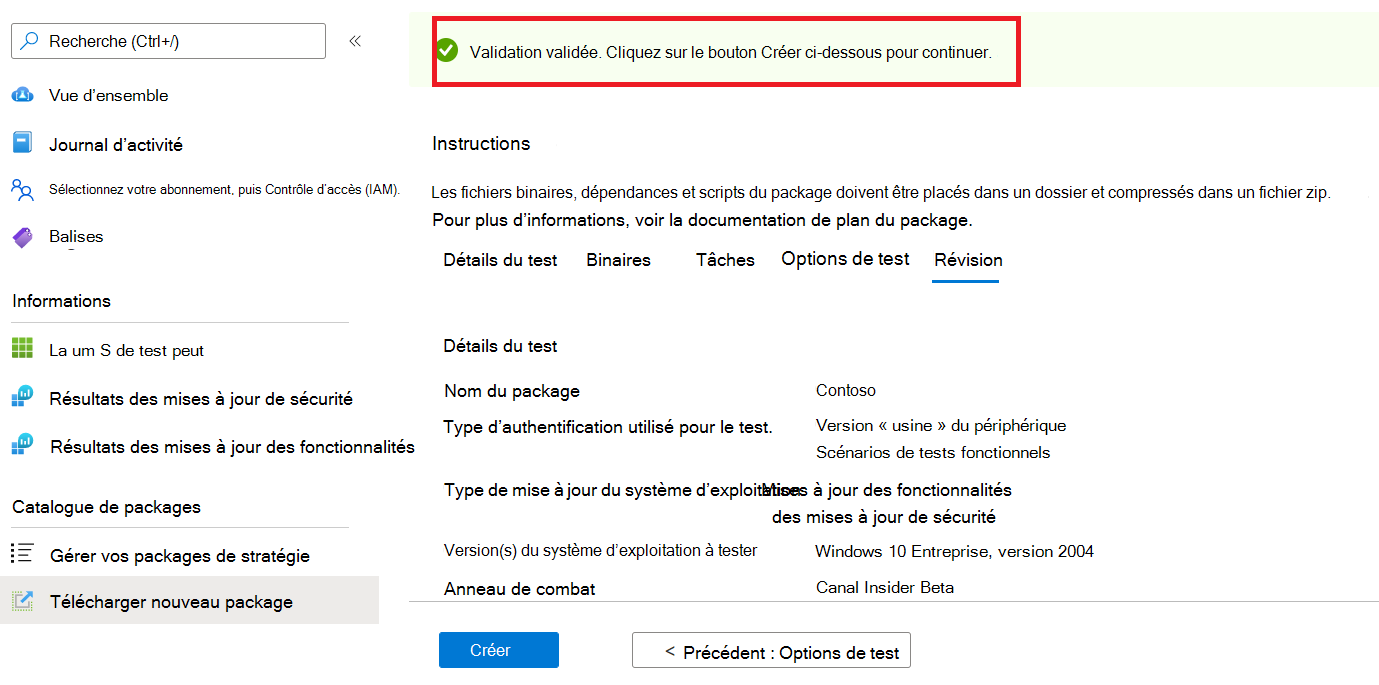 Recherche (Ctrl+/)
«
Vue d’ensemble
Journal d’activité
Sélectionnez votre abonnement, puis Contrôle d’accès (IAM).
Balises
Informations
La um S de test peut
Résultats des mises à jour de sécurité
Résultats des mises à jour des fonctionnalités
Catalogue de packages
Gérer vos packages de stratégie
Télécharger nouveau package
Validation validée. Cliquez sur le bouton Créer ci-dessous pour continuer.
Instructions
Les fichiers binaires, dépendances et scripts du package doivent être placés dans un dossier et compressés dans un fichier zip.
Pour plus d’informations, voir la documentation de plan du package.
Détails du test Binaires Tâches Options de test Révision
Détails du test
Nom du package Contoso
Type d’authentification utilisé pour le test. Version « usine » du périphérique
Scénarios de tests fonctionnels
Type de mise à jour du système d’exploitation Mises à jour des fonctionnalités
des mises à jour de sécurité
Version(s) du système d’exploitation à tester Windows 10 Entreprise, version 2004
Anneau de combat Canal Insider Beta
Créer < Précédent : Options de test